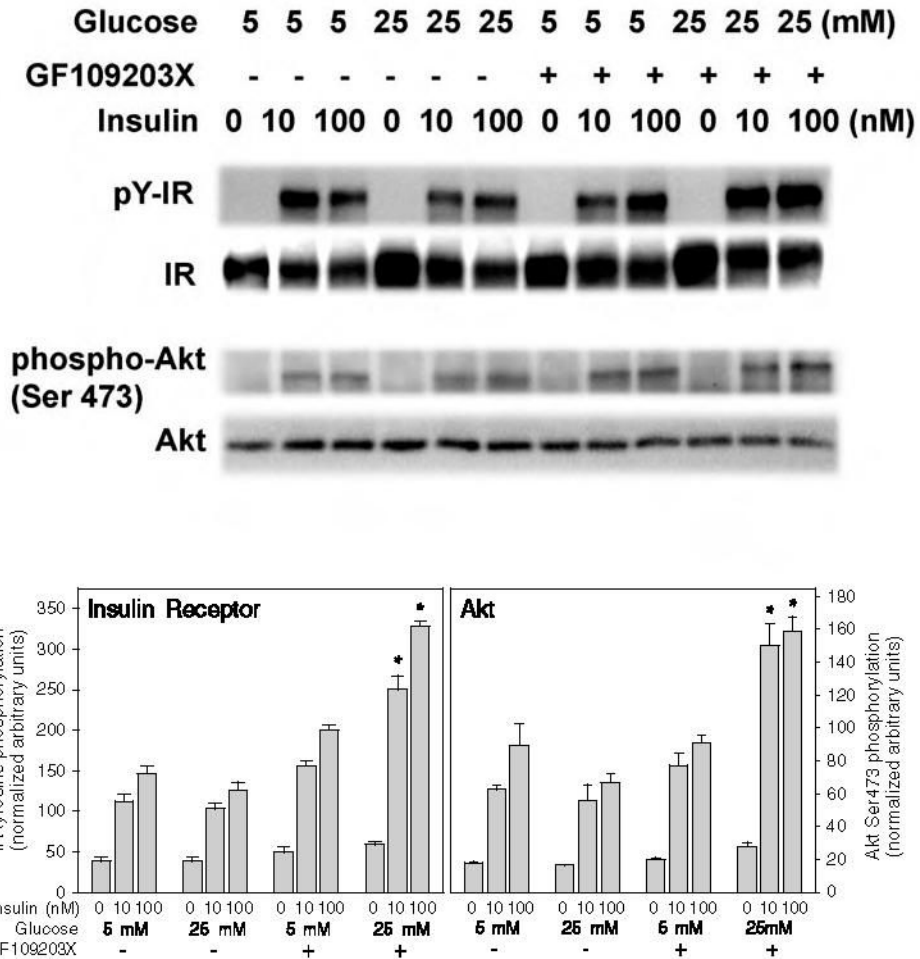 Glucose 5 5 5 25 25 25 5 5 5 25 25 25 (mM)
GF109203X - - - - - - + + + + + +
Insulin 0 10 100 0 10 100 0 10 100 0 10 100 (nM)
pY-IR
IR
phospho-Akt
(Ser 473)
Akt
Insulin Receptor
Akt
350
300
250
200
150
100
50
0
(normalized arbitrary units)
* *
* *
180
160
140
120
100
80
60
40
20
0
Akt Ser473 phosphorylation
(normalized arbitrary units)
0 10 100 0 10 100 0 10 100 0 10 100 0 10 100 0 10 100 0 10 100 0 10 100
(nM)
Glucose 5 mM 25 mM 5 mM 25 mM 5 mM 25 mM 5 mM 25mM
F109203X - - + + - - + +